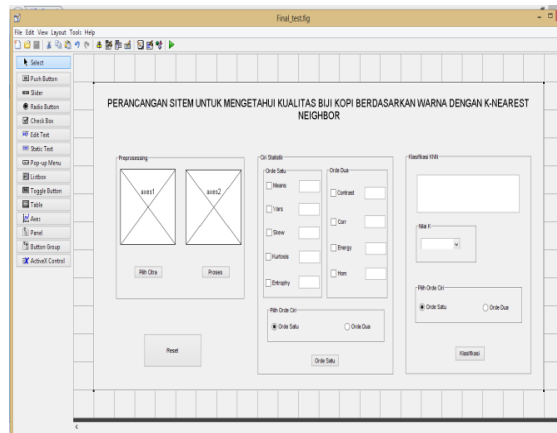 Final_test.fig
File Edit View Layout Tools Help
Select
Push Button
Slider
Radio Button
Check Box
Edit Text
Static Text
Pop-up Menu
Listbox
Toggle Button
Table
Axes
Panel
Button Group
ActiveX Control
PERANCANGAN SITEM UNTUK MENGETAHUI KUALITAS BIJI KOPI BERDASARKAN WARNA DENGAN K-NEAREST
NEIGHBOR
Preprosessing
axes1
axes2
Pilih Citra
Proses
Reset
Ciri Statistik
Orde Satu
Means
Vars
Skew
Kurtosis
Entrophy
Orde Dua
Contrast
Corr
Energy
Hom
Pilih Orde Ciri
Orde Satu
Orde Dua
Orde Satu
Klasifikasi KNN
Nilai K
Pilih Orde Ciri
Orde Satu
Orde Dua
Klasifikasi